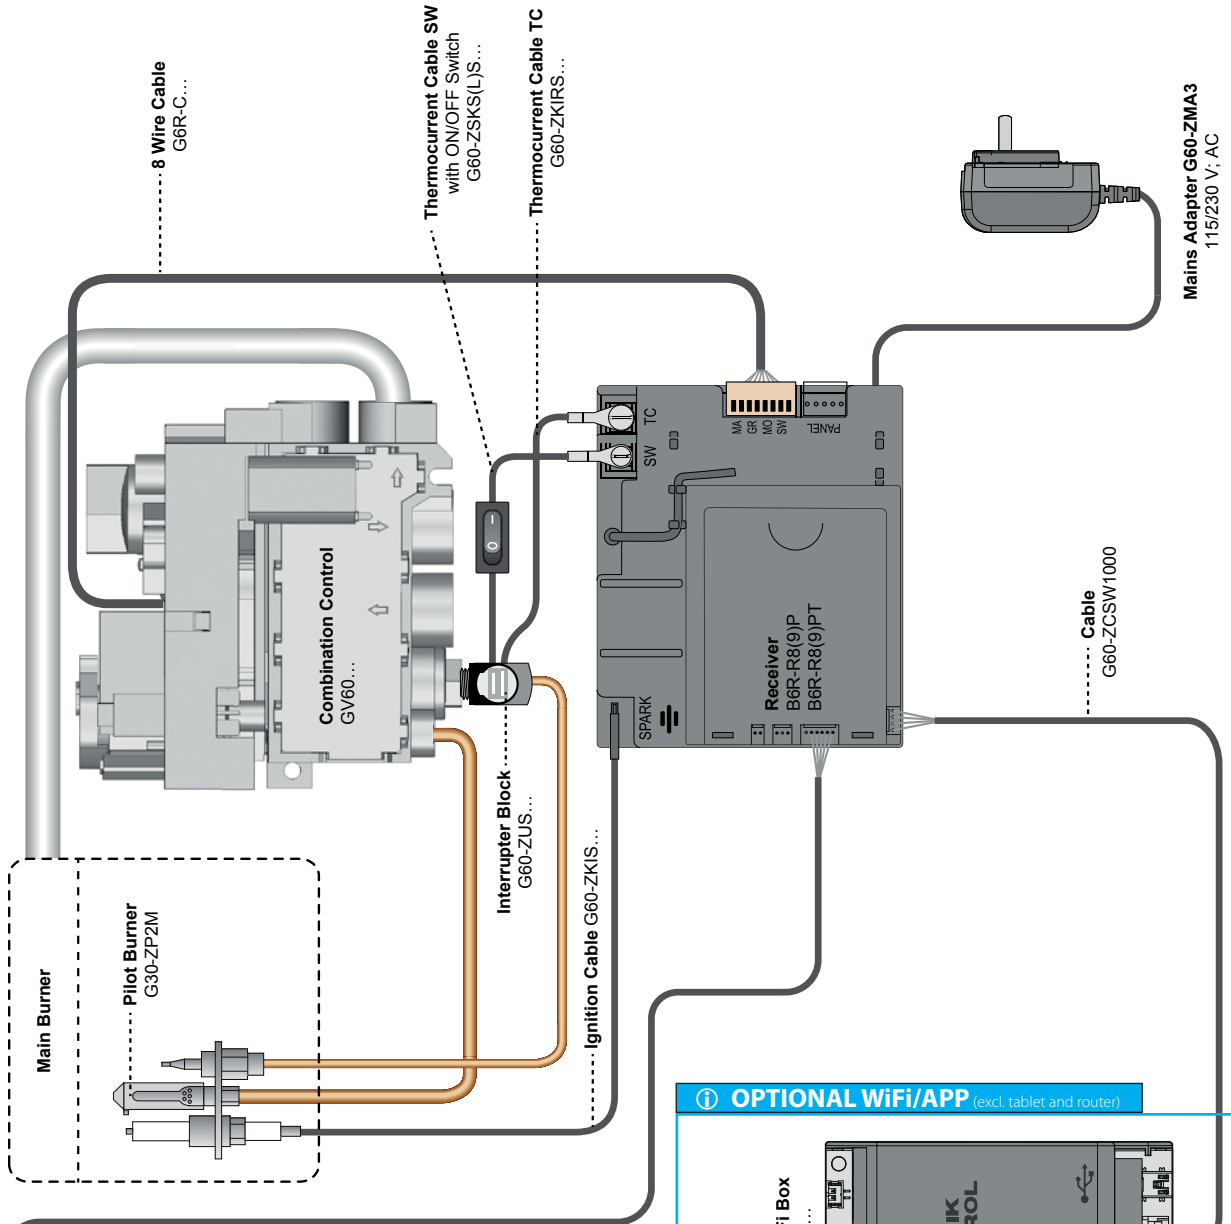 8 Wire Cable
G6R-C…
Thermocurrent Cable SW
with ON/OFF Switch
G60-ZSKS(L)S…
Thermocurrent Cable TC
G60-ZKIRS…
Mains Adapter G60-ZMA3
115/230 V; AC
Combination Control
GV60…
0
TC
SW
MA
GR
MO
SW
PANEL
SPARK
Receiver
B6R-R8(9)P
B6R-R8(9)PT
Cable
G60-ZCSW1000
Interrupter Block
G60-ZUS…
Ignition Cable G60-ZKIS…
Main Burner
Pilot Burner
G30-ZP2M
OPTIONAL WiFi/APP (excl. tablet and router)
Box